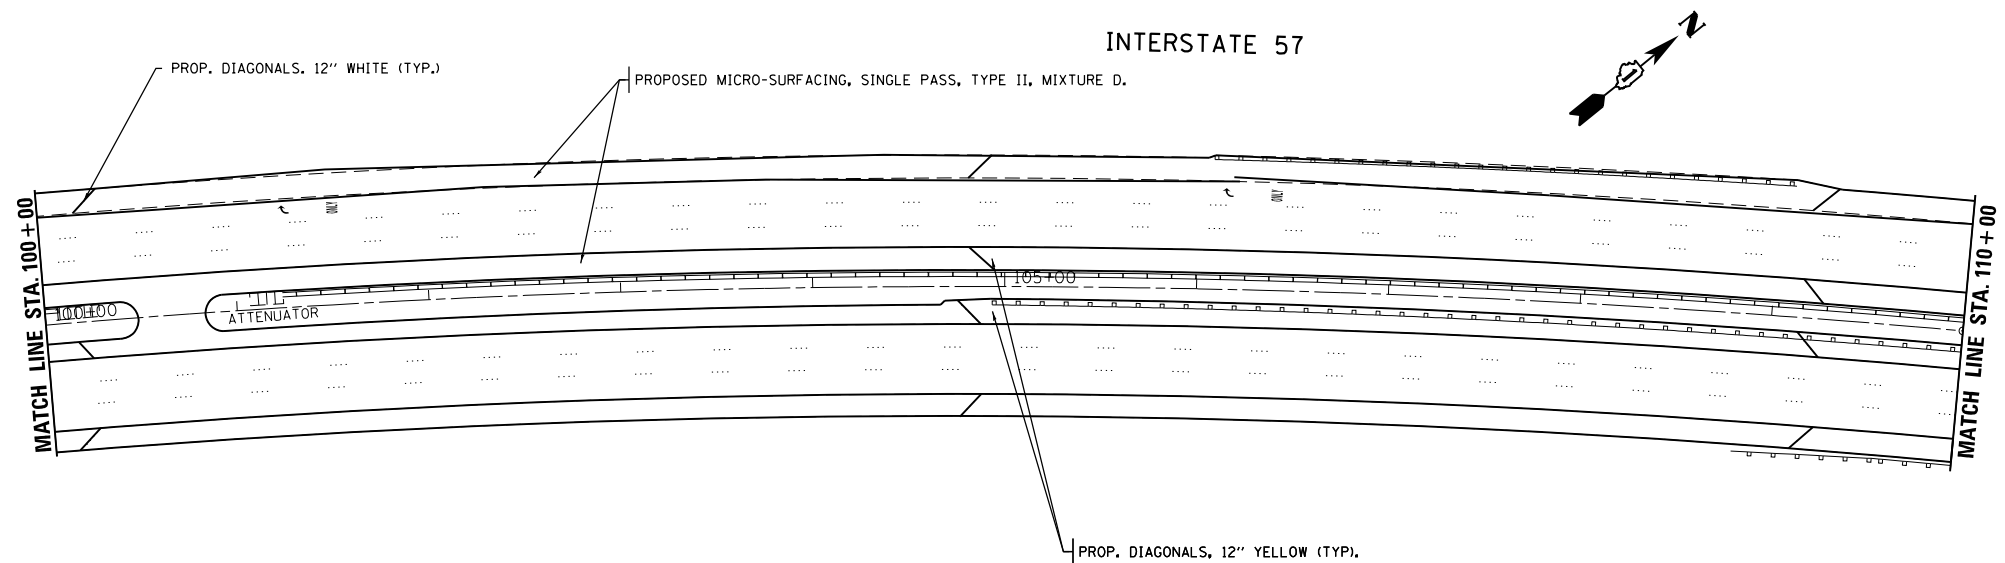 INTERSTATE 57
N
PROP. DIAGONALS. 12" WHITE (TYP.)
PROPOSED MICRO-SURFACING, SINGLE PASS, TYPE II, MIXTURE D.
MATCH LINE STA. 100+00
ONLY
ONLY
100+00
ATTENUATOR
105+00
MATCH LINE STA. 110+00
PROP. DIAGONALS, 12" YELLOW (TYP).